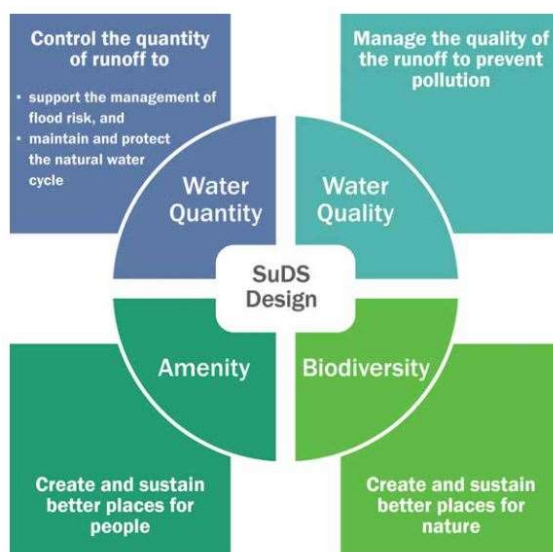 Control the quantity
of runoff to
• support the management of
flood risk, and
• maintain and protect
the natural water
cycle
Manage the quality of
the runoff to prevent
pollution
Water
Quantity
Water
Quality
SuDS
Design
Amenity
Biodiversity
Create and sustain
better places for
people
Create and sustain
better places for
nature